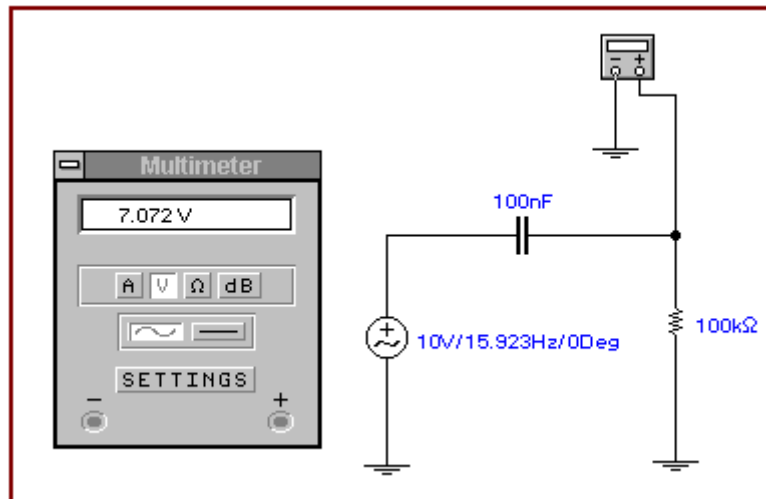 Multimeter
7.072 V
A V Ω dB
SETTINGS
− +
− +
100nF
10V/15.923Hz/0Deg
100kΩ